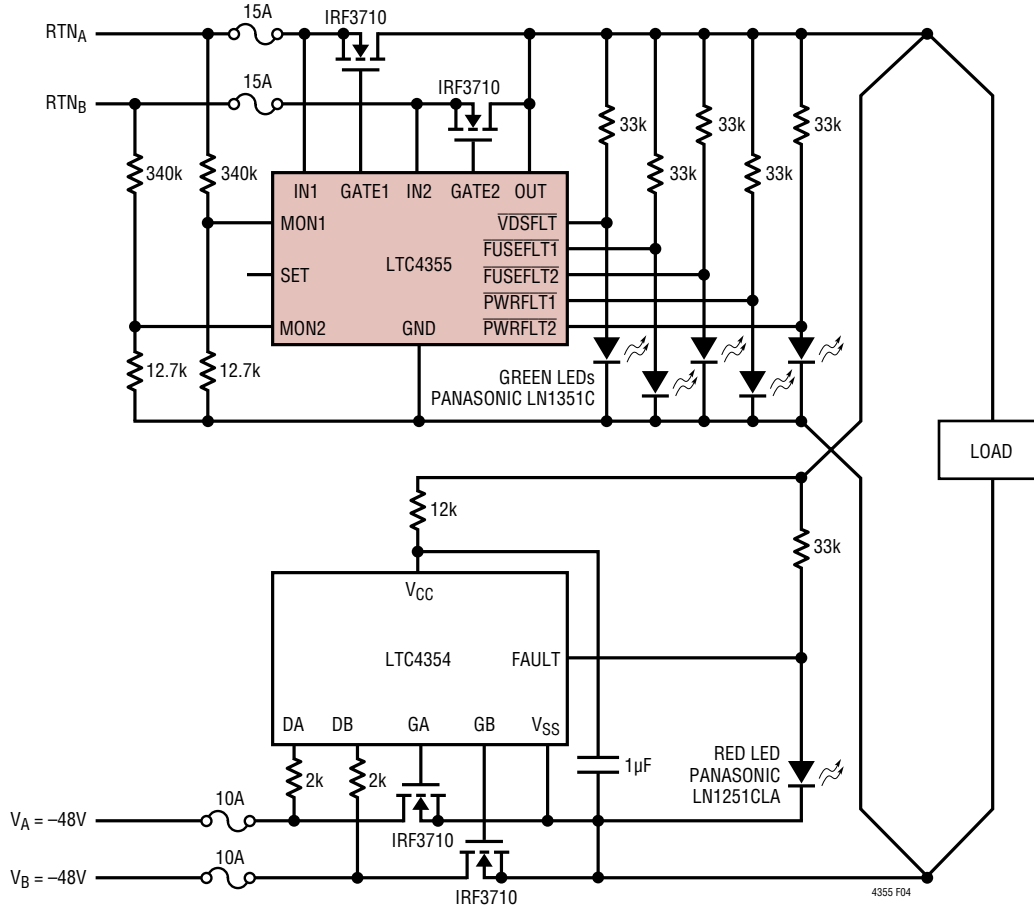 15A
IRF3710
RTNA
15A
IRF3710
RTNB
33k
33k
33k
33k
33k
340k
340k
IN1
GATE1
IN2
GATE2
OUT
MON1
VDSFLT
FUSEFLT1
LTC4355
SET
FUSEFLT2
PWRFLT1
MON2
GND
PWRFLT2
12.7k
12.7k
GREEN LEDs
PANASONIC LN1351C
LOAD
12k
33k
VCC
LTC4354
FAULT
DA
DB
GA
GB
VSS
2k
2k
1µF
RED LED
PANASONIC
LN1251CLA
10A
VA = –48V
IRF3710
10A
VB = –48V
IRF3710
4355 F04